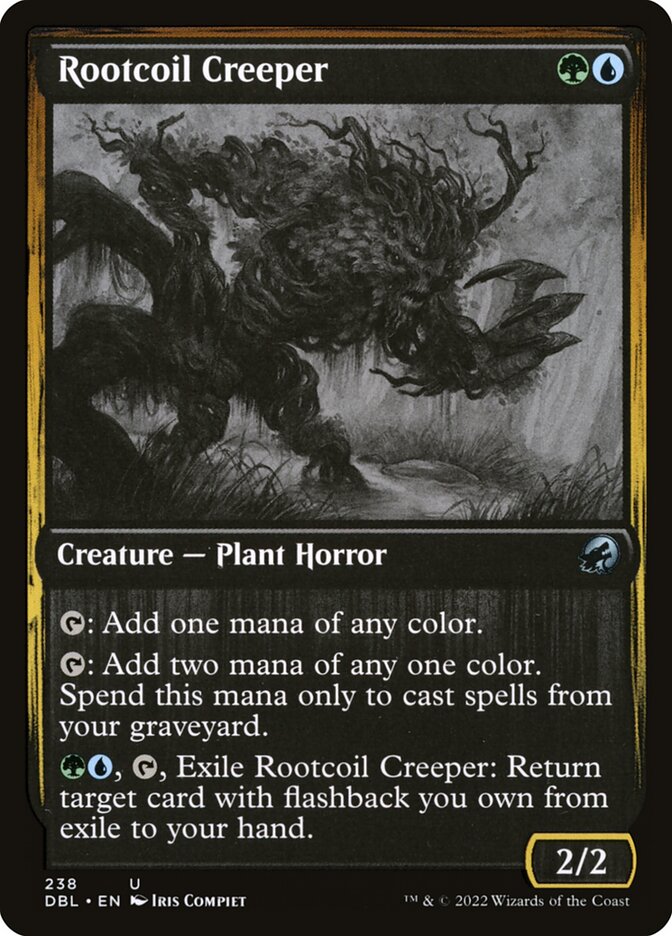 Rootcoil Creeper
Creature — Plant Horror
: Add one mana of any color.
: Add two mana of any one color.
Spend this mana only to cast spells from
your graveyard.
, , Exile Rootcoil Creeper: Return
target card with flashback you own from
exile to your hand.
2/2
238 U
DBL • EN Iris Compiet
™ & © 2022 Wizards of the Coast